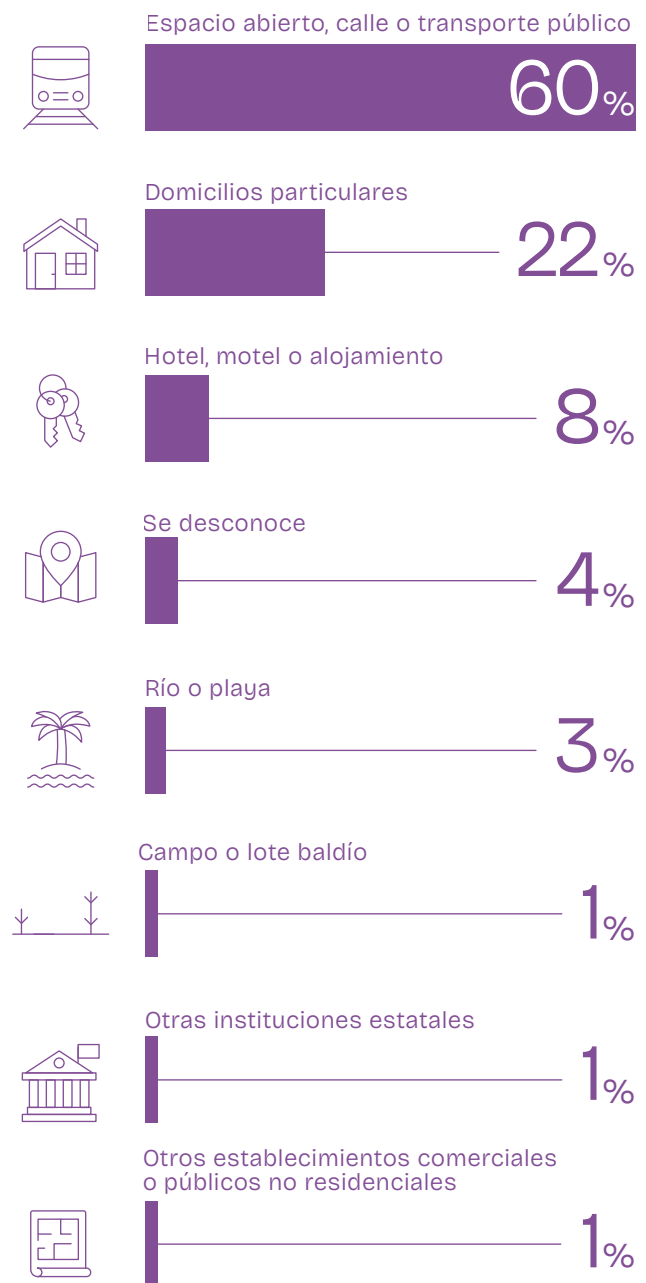 Espacio abierto, calle o transporte público
60%
Domicilios particulares
22%
Hotel, motel o alojamiento
8%
Se desconoce
4%
Río o playa
3%
Campo o lote baldío
1%
Otras instituciones estatales
1%
Otros establecimientos comerciales
o públicos no residenciales
1%